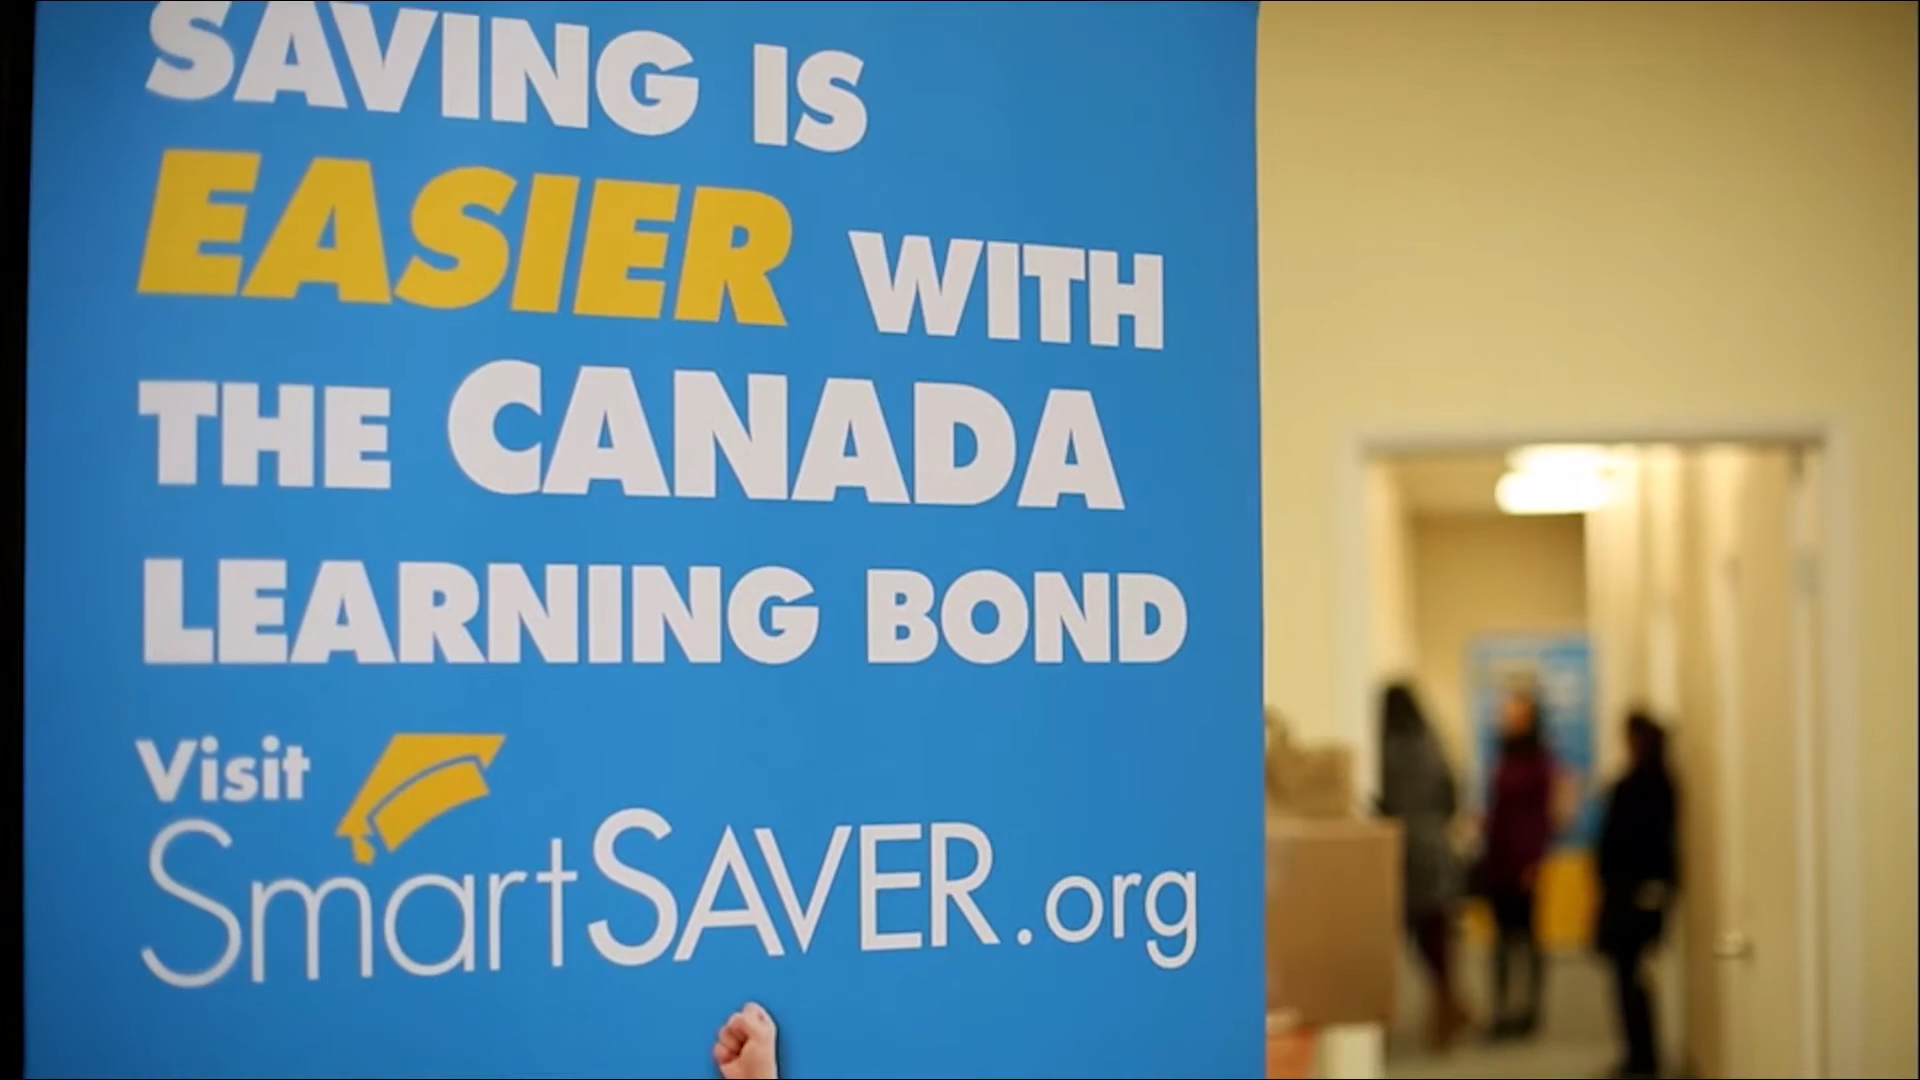 SAVING IS
EASIER WITH
THE CANADA
LEARNING BOND
Visit
SmartSAVER.org